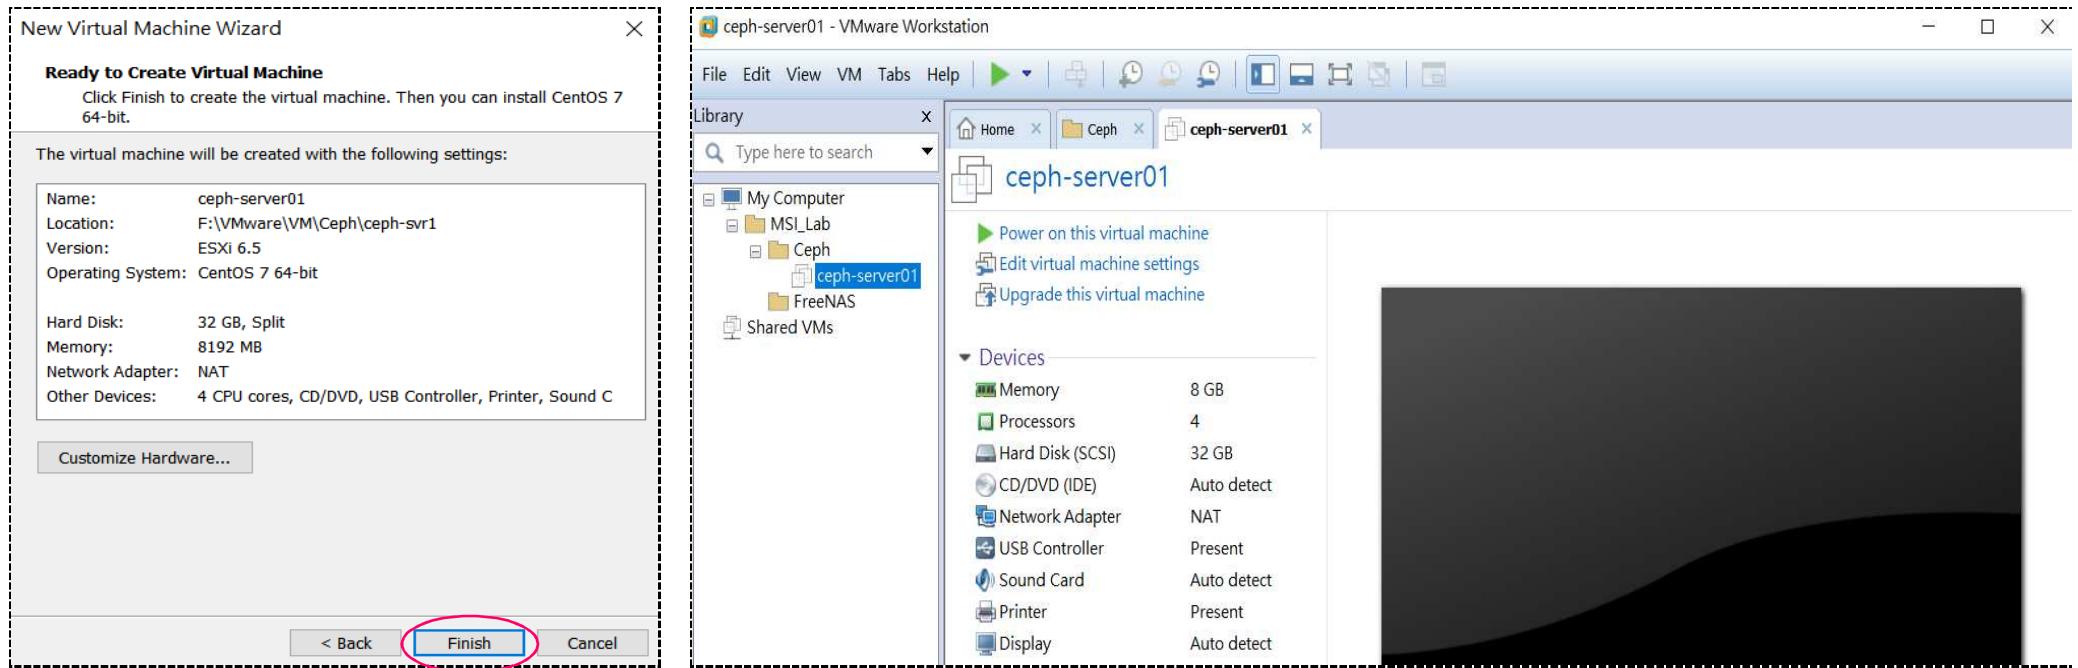 New Virtual Machine Wizard
Ready to Create Virtual Machine
Click Finish to create the virtual machine. Then you can install CentOS 7
64-bit.
The virtual machine will be created with the following settings:
Name: ceph-server01
Location: F:\VMware\VM\Ceph\ceph-svr1
Version: ESXi 6.5
Operating System: CentOS 7 64-bit
Hard Disk: 32 GB, Split
Memory: 8192 MB
Network Adapter: NAT
Other Devices: 4 CPU cores, CD/DVD, USB Controller, Printer, Sound C
Customize Hardware...
< Back Finish Cancel
ceph-server01 - VMware Workstation
File Edit View VM Tabs Help
Library x
Type here to search
My Computer
MSI_Lab
Ceph
ceph-server01
FreeNAS
Shared VMs
Home Ceph ceph-server01
ceph-server01
Power on this virtual machine
Edit virtual machine settings
Upgrade this virtual machine
Devices
Memory 8 GB
Processors 4
Hard Disk (SCSI) 32 GB
CD/DVD (IDE) Auto detect
Network Adapter NAT
USB Controller Present
Sound Card Auto detect
Printer Present
Display Auto detect